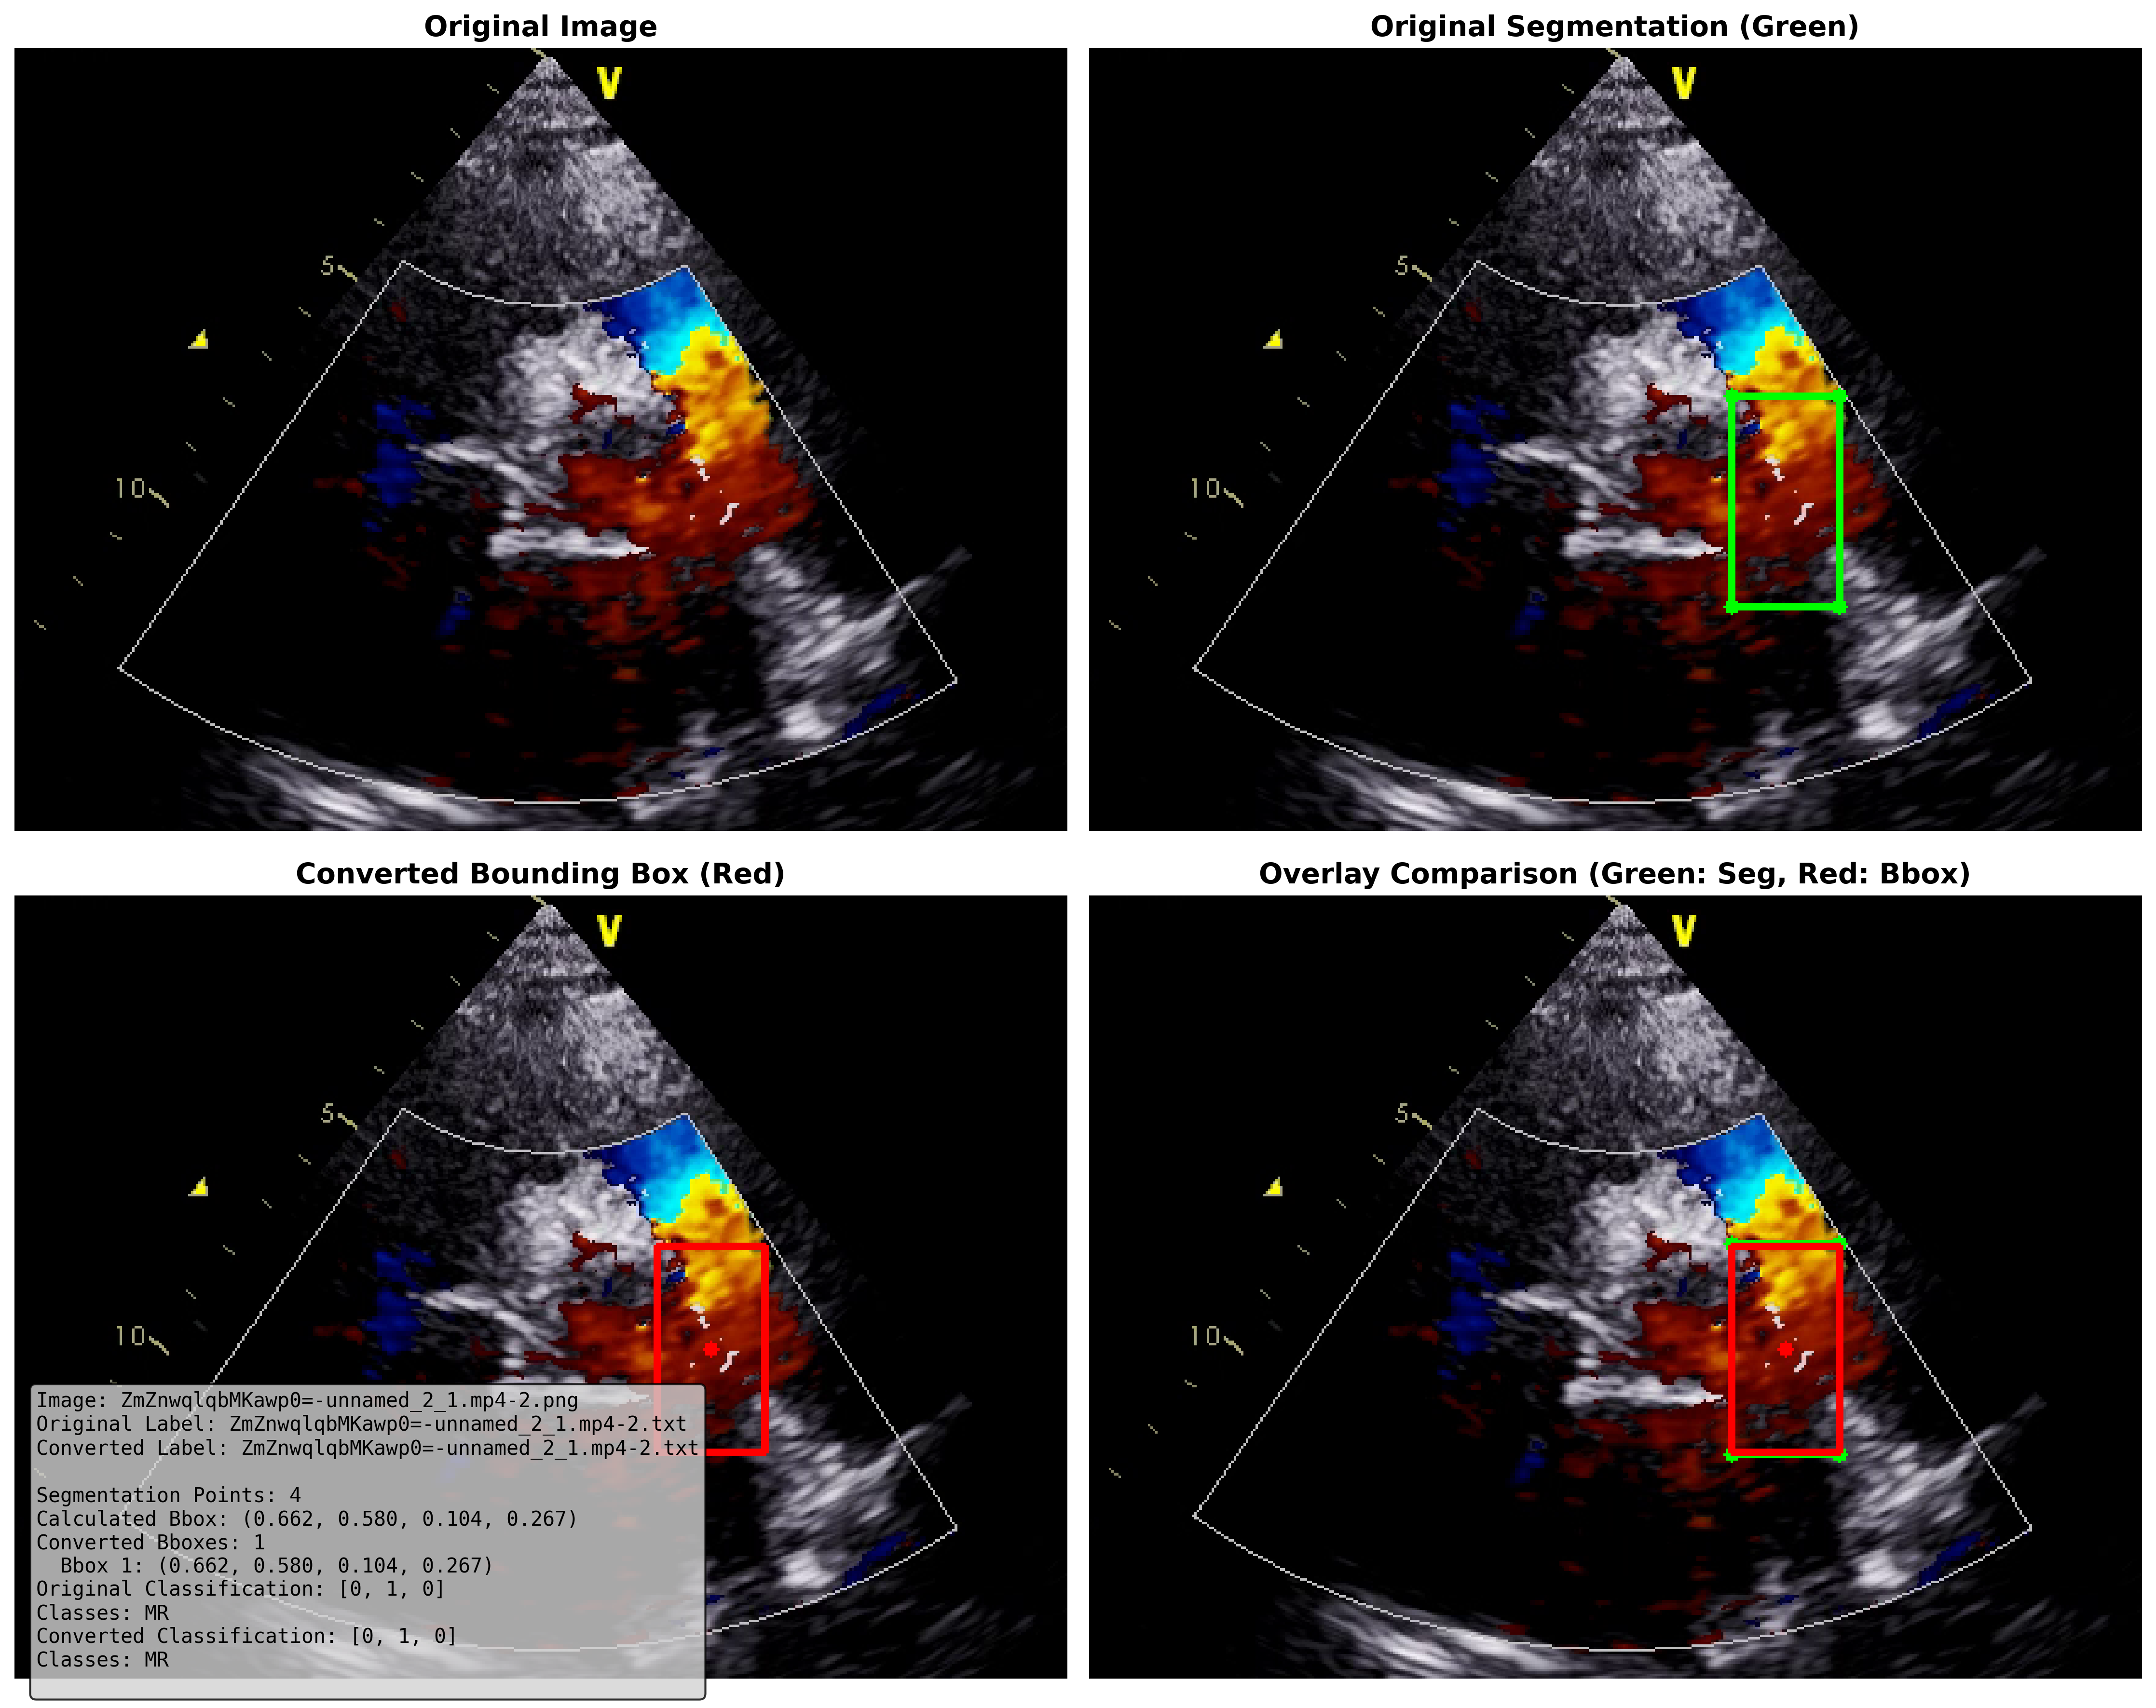 Original Image
Original Segmentation (Green)
V
5
10
V
5
10
Converted Bounding Box (Red)
Overlay Comparison (Green: Seg, Red: Bbox)
V
5
10
V
5
10
Image: ZmZnwqlqbMKawp0=-unnamed_2_1.mp4-2.png
Original Label: ZmZnwqlqbMKawp0=-unnamed_2_1.mp4-2.txt
Converted Label: ZmZnwqlqbMKawp0=-unnamed_2_1.mp4-2.txt
Segmentation Points: 4
Calculated Bbox: (0.662, 0.580, 0.104, 0.267)
Converted Bboxes: 1
Bbox 1: (0.662, 0.580, 0.104, 0.267)
Original Classification: [0, 1, 0]
Classes: MR
Converted Classification: [0, 1, 0]
Classes: MR